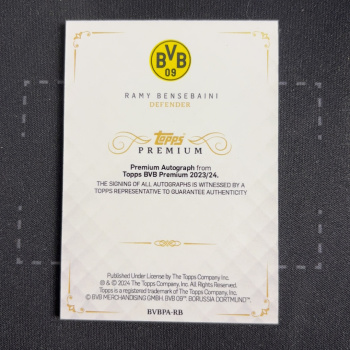 BVB
09
RAMY BENSEBAINI
DEFENDER
Topps
PREMIUM
Premium Autograph from
Topps BVB Premium 2023/24.
THE SIGNING OF ALL AUTOGRAPHS IS WITNESSED BY A
TOPPS REPRESENTATIVE TO GUARANTEE AUTHENTICITY
Published Under License by The Topps Company Inc.
® & © 2024 The Topps Company, Inc. All Rights Reserved.
Topps is a registered trademark of The Topps Company, Inc.
© BVB MERCHANDISING GMBH. BVB 09™, BORUSSIA DORTMUND™.
BVBPA-RB